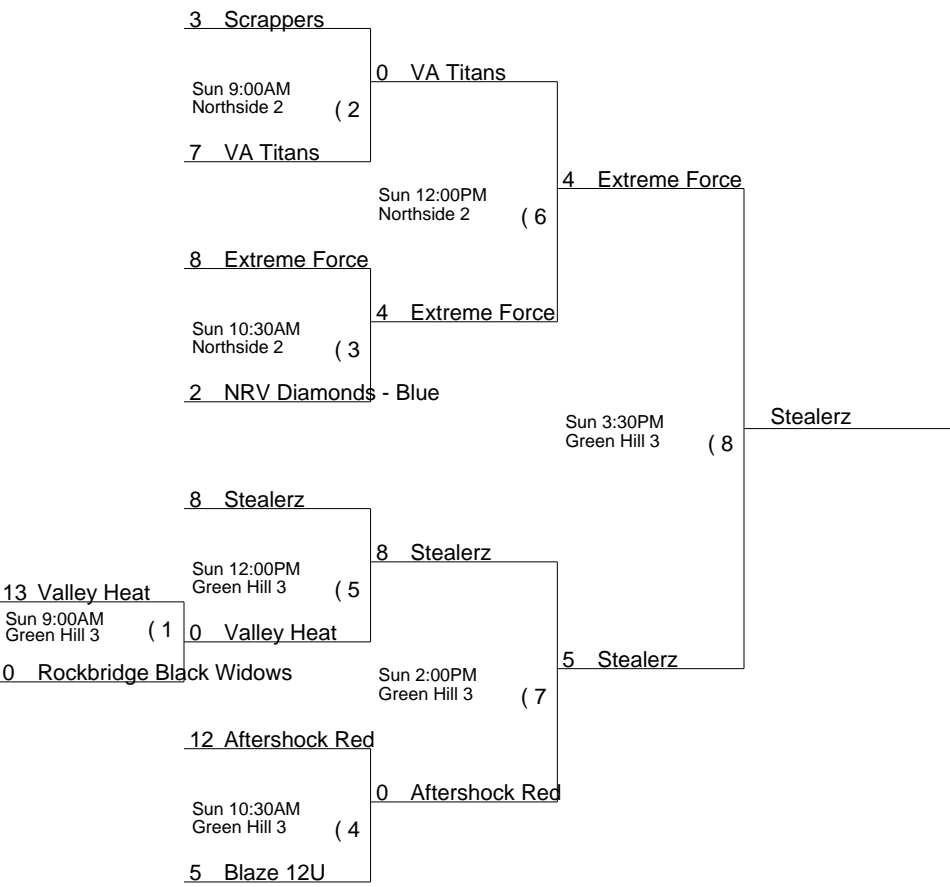 3 Scrappers
0 VA Titans
Sun 9:00AM
Northside 2
( 2
7 VA Titans
4 Extreme Force
Sun 12:00PM
Northside 2
( 6
8 Extreme Force
4 Extreme Force
Sun 10:30AM
Northside 2
( 3
2 NRV Diamonds - Blue
Stealerz
Sun 3:30PM
Green Hill 3
( 8
8 Stealerz
8 Stealerz
Sun 12:00PM
Green Hill 3
( 5
13 Valley Heat
Sun 9:00AM
Green Hill 3
( 1
0 Valley Heat
0 Rockbridge Black Widows
5 Stealerz
Sun 2:00PM
Green Hill 3
( 7
12 Aftershock Red
0 Aftershock Red
Sun 10:30AM
Green Hill 3
( 4
5 Blaze 12U